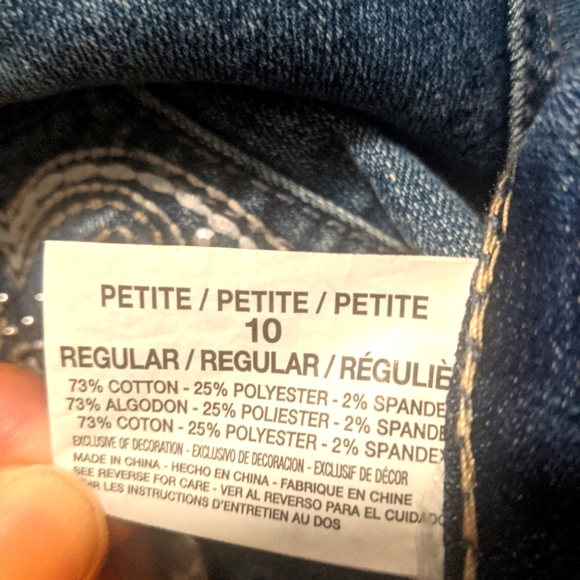 PETITE / PETITE / PETITE
10
REGULAR / REGULAR / RÉGULIÈ
73% COTTON - 25% POLYESTER - 2% SPANDE
73% ALGODON - 25% POLIESTER - 2% SPANDE
73% COTON - 25% POLYESTER - 2% SPANDEX
EXCLUSIVE OF DECORATION - EXCLUSIVO DE DECORACION - EXCLUSIF DE DÉCOR
MADE IN CHINA - HECHO EN CHINA - FABRIQUE EN CHINE
SEE REVERSE FOR CARE - VER AL REVERSO PARA EL CUIDADO
LES INSTRUCTIONS D'ENTRETIEN AU DOS